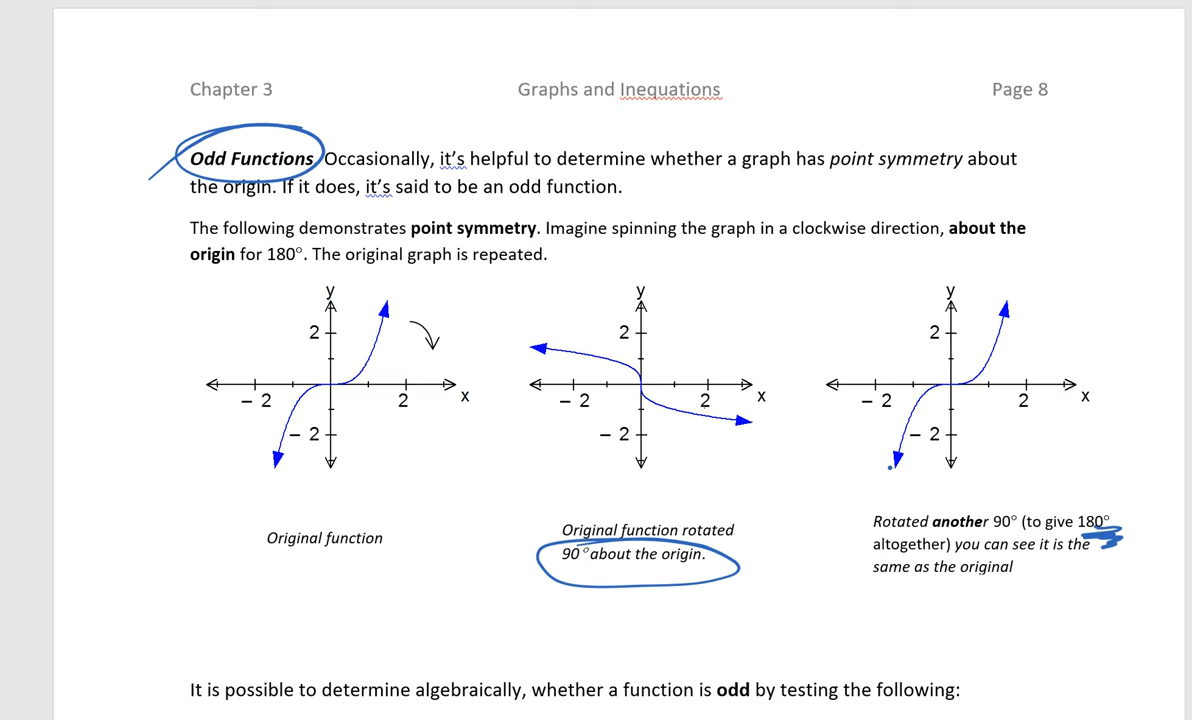 Chapter 3 Graphs and Inequations Page 8
Odd Functions Occasionally, it's helpful to determine whether a graph has point symmetry about
the origin. If it does, it's said to be an odd function.
The following demonstrates point symmetry. Imagine spinning the graph in a clockwise direction, about the
origin for 180°. The original graph is repeated.
y y y
2 2 2
– 2 2 x – 2 2 x – 2 2 x
– 2 – 2 – 2
Original function
Original function rotated
90°about the origin.
Rotated another 90° (to give 180°
altogether) you can see it is the
same as the original
It is possible to determine algebraically, whether a function is odd by testing the following: